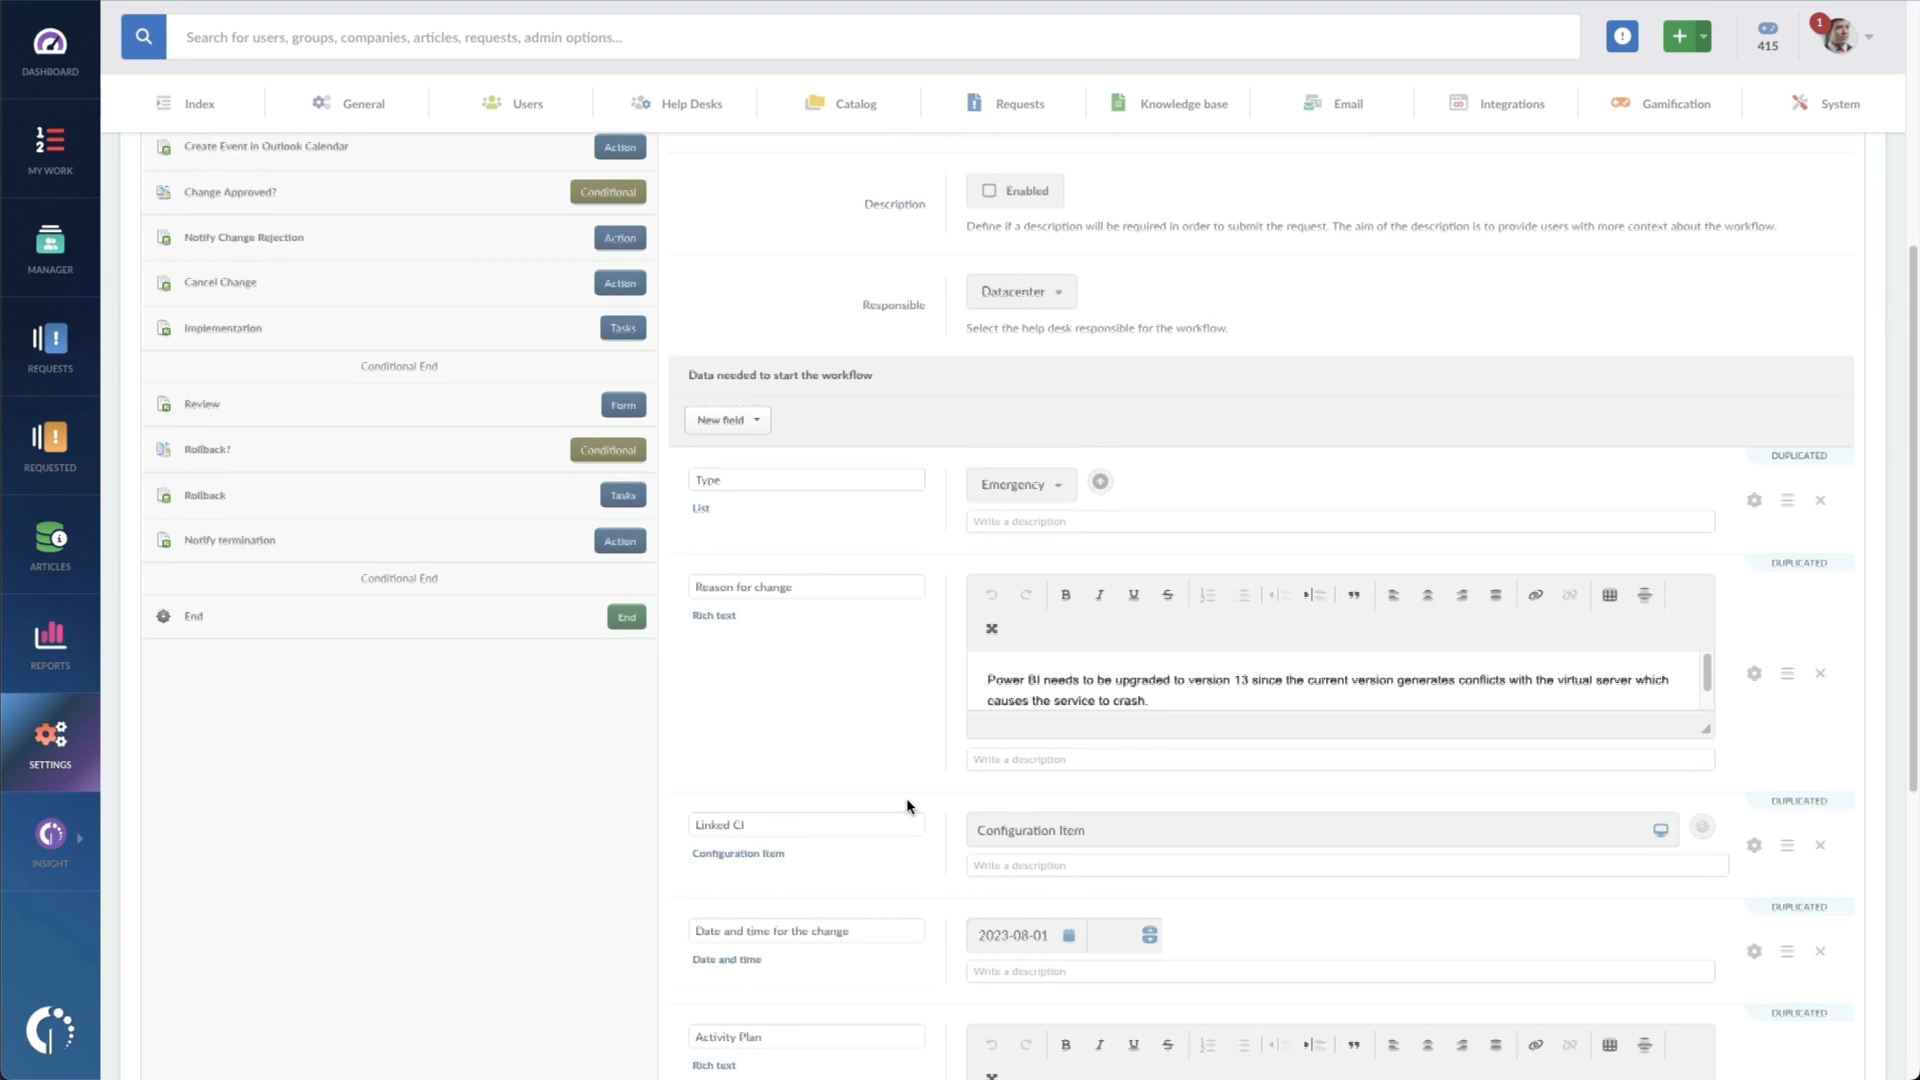 Search for users, groups, companies, articles, requests, admin options...
415
1
DASHBOARD
MY WORK
MANAGER
REQUESTS
REQUESTED
ARTICLES
REPORTS
SETTINGS
INSIGHT
Index
General
Users
Help Desks
Catalog
Requests
Knowledge base
Email
Integrations
Gamification
System
Create Event in Outlook Calendar
Action
Change Approved?
Conditional
Notify Change Rejection
Action
Cancel Change
Action
Implementation
Tasks
Conditional End
Review
Form
Rollback?
Conditional
Rollback
Tasks
Notify termination
Action
Conditional End
End
End
Description
Enabled
Define if a description will be required in order to submit the request. The aim of the description is to provide users with more context about the workflow.
Responsible
Datacenter
Select the help desk responsible for the workflow.
Data needed to start the workflow
New field
DUPLICATED
Type
List
Emergency
Write a description
DUPLICATED
Reason for change
Rich text
Power BI needs to be upgraded to version 13 since the current version generates conflicts with the virtual server which
causes the service to crash.
Write a description
DUPLICATED
Linked CI
Configuration Item
Configuration Item
Write a description
DUPLICATED
Date and time for the change
Date and time
2023-08-01
Write a description
DUPLICATED
Activity Plan
Rich text